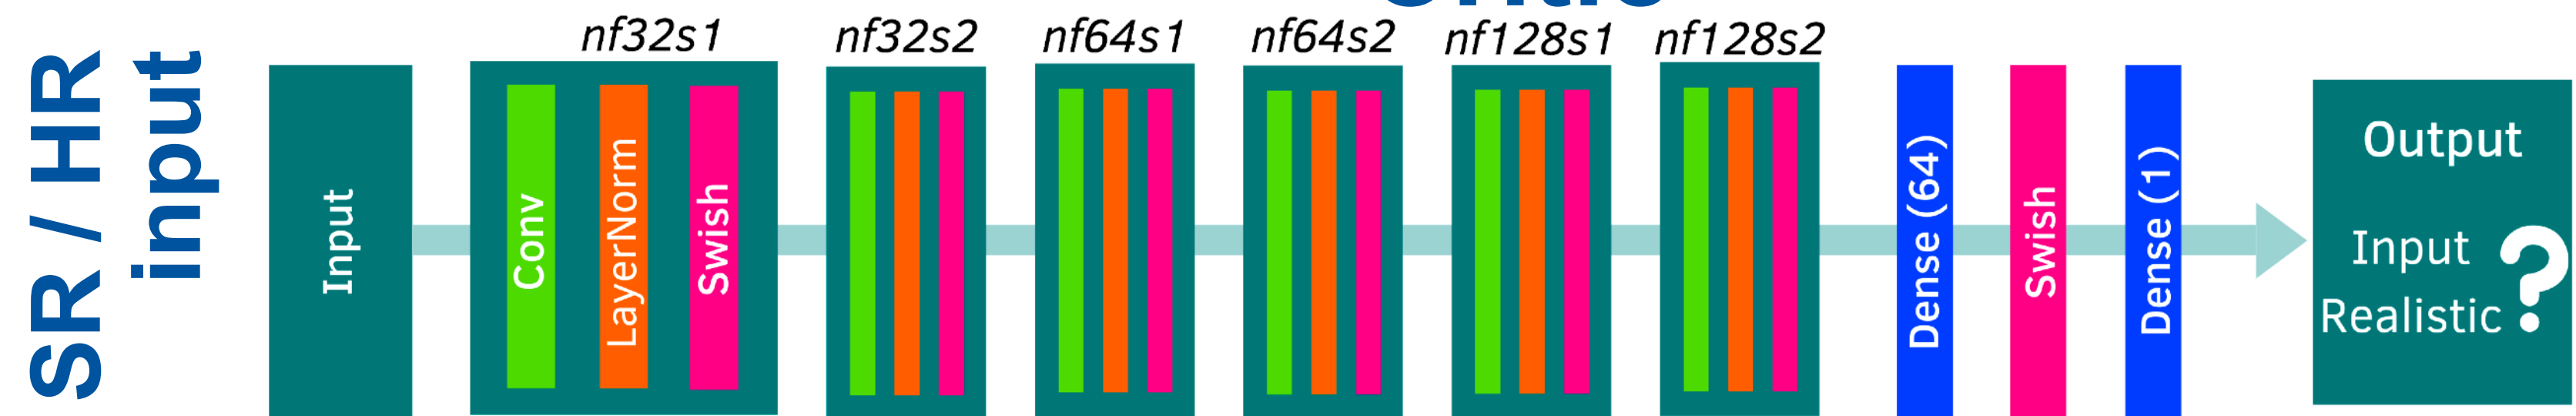 SR / HR
input
nf32s1
nf32s2
nf64s1
nf64s2
nf128s1
nf128s2
Input
Conv
LayerNorm
Swish
Dense (64)
Swish
Dense (1)
Output
Input
Realistic ?